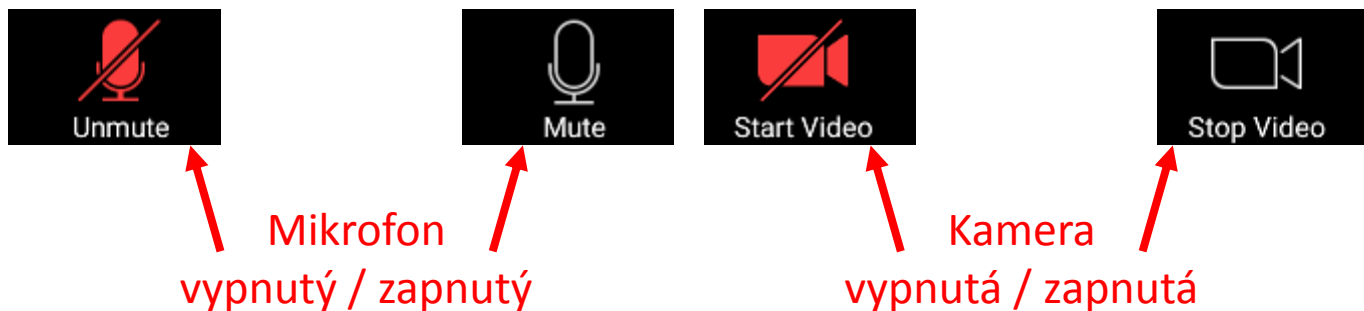 Unmute
Mute
Start Video
Stop Video
Mikrofon
vypnutý / zapnutý
Kamera
vypnutá / zapnutá